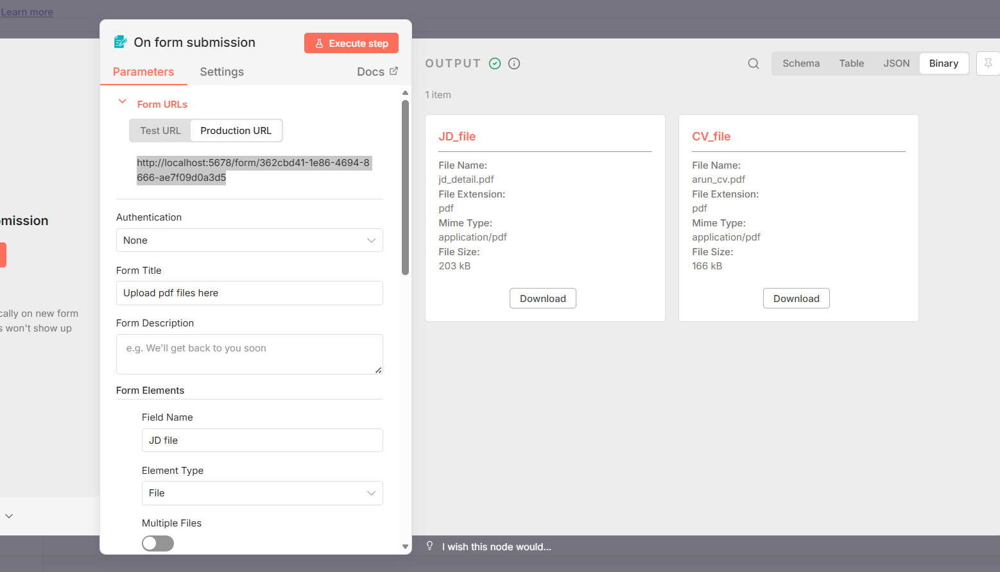 Learn more
On form submission
Execute step
Parameters
Settings
Docs
Form URLs
Test URL
Production URL
http://localhost:5678/form/362cbd41-1e86-4694-8
666-ae7f09d0a3d5
Authentication
None
Form Title
Upload pdf files here
Form Description
e.g. We'll get back to you soon
Form Elements
Field Name
JD file
Element Type
File
Multiple Files
mission
cally on new form
s won't show up
OUTPUT
Schema
Table
JSON
Binary
1 item
JD_file
File Name:
jd_detail.pdf
File Extension:
pdf
Mime Type:
application/pdf
File Size:
203 kB
Download
CV_file
File Name:
arun_cv.pdf
File Extension:
pdf
Mime Type:
application/pdf
File Size:
166 kB
Download
I wish this node would...